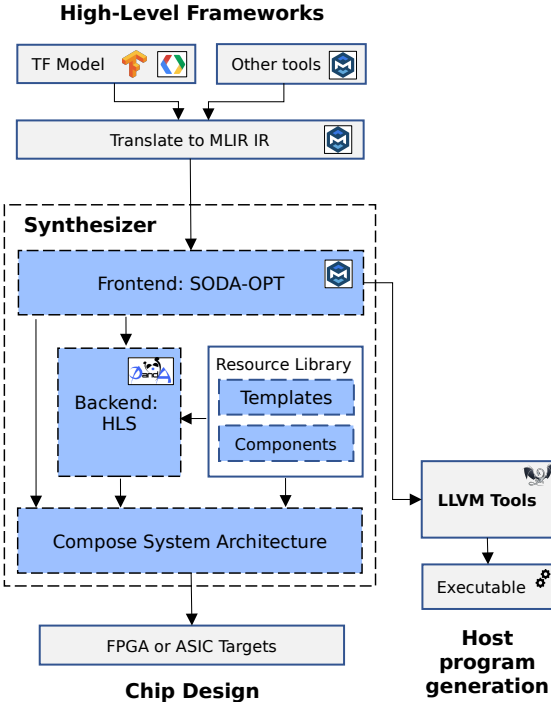 High-Level Frameworks
TF Model
Other tools
Translate to MLIR IR
Synthesizer
Frontend: SODA-OPT
Backend:
HLS
Resource Library
Templates
Components
Compose System Architecture
LLVM Tools
Executable
FPGA or ASIC Targets
Chip Design
Host
program
generation